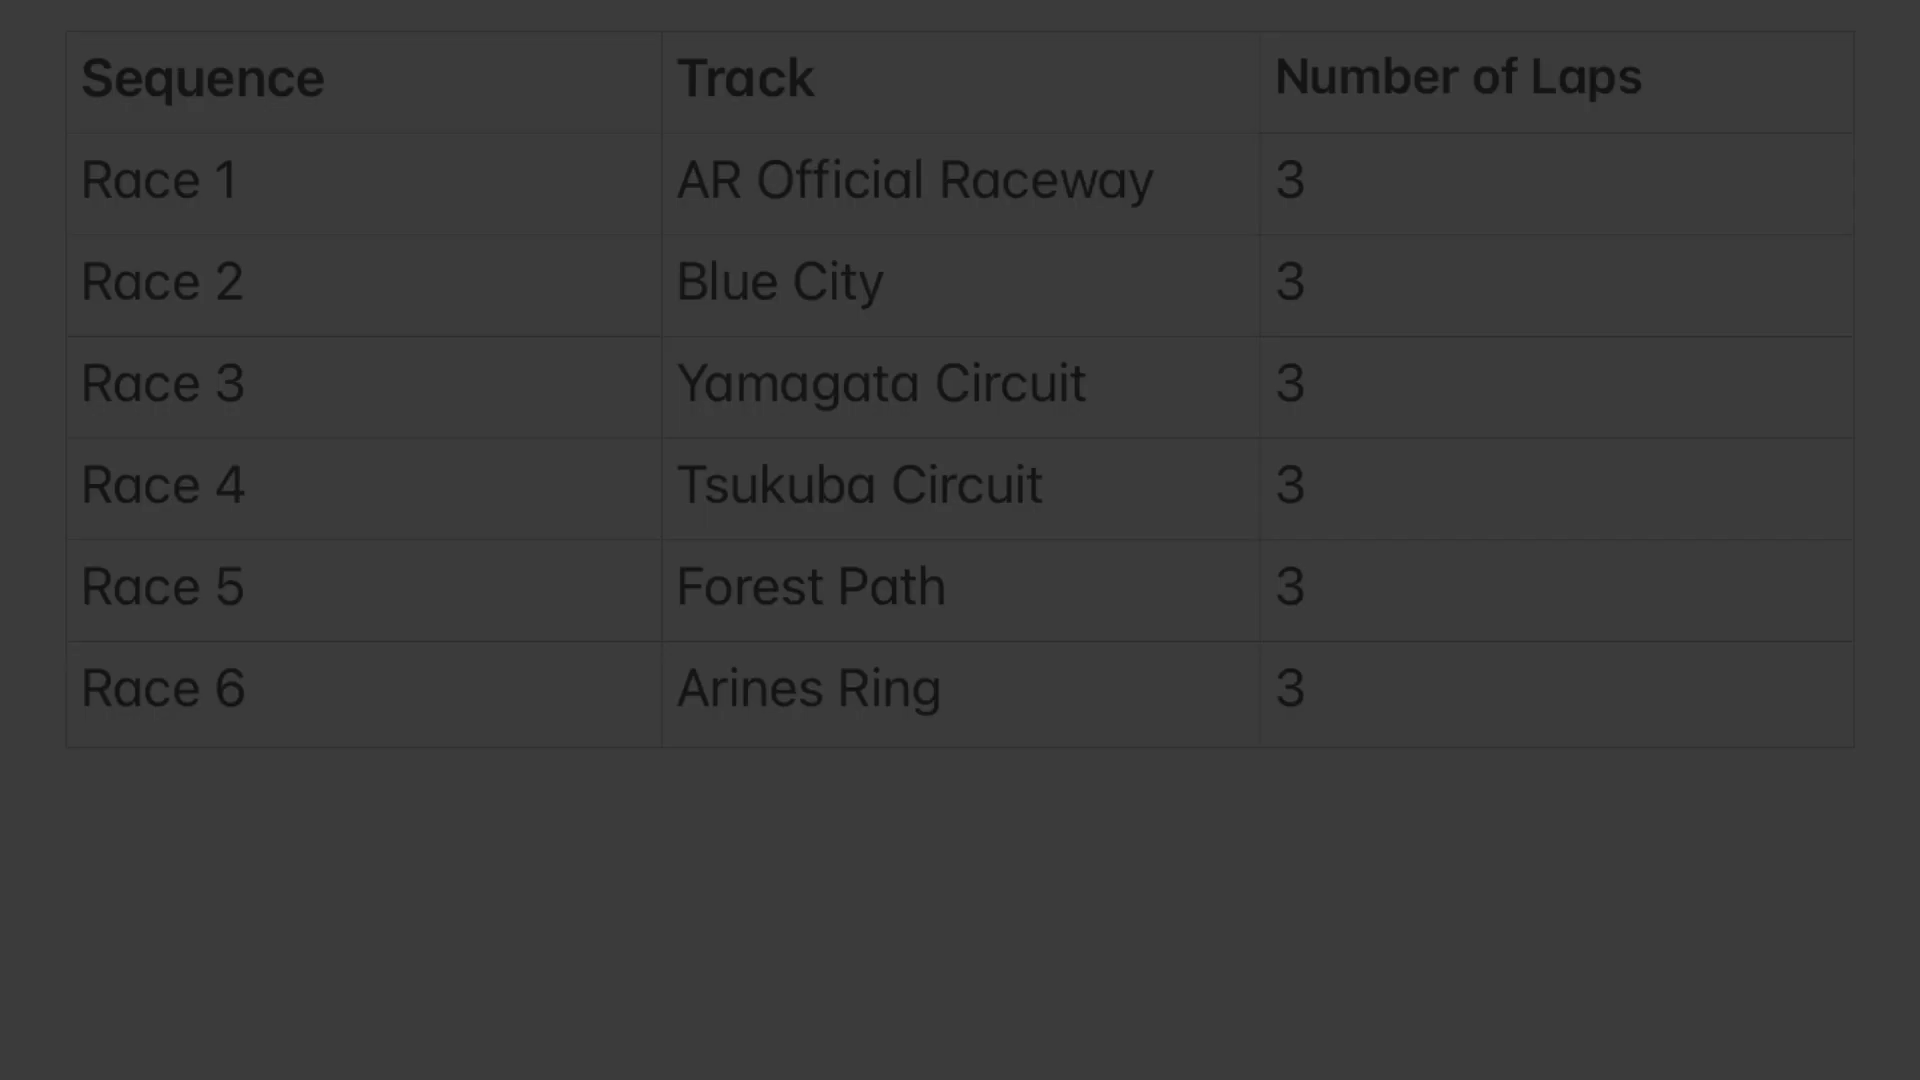 Sequence Track Number of Laps
Race 1 AR Official Raceway 3
Race 2 Blue City 3
Race 3 Yamagata Circuit 3
Race 4 Tsukuba Circuit 3
Race 5 Forest Path 3
Race 6 Arines Ring 3